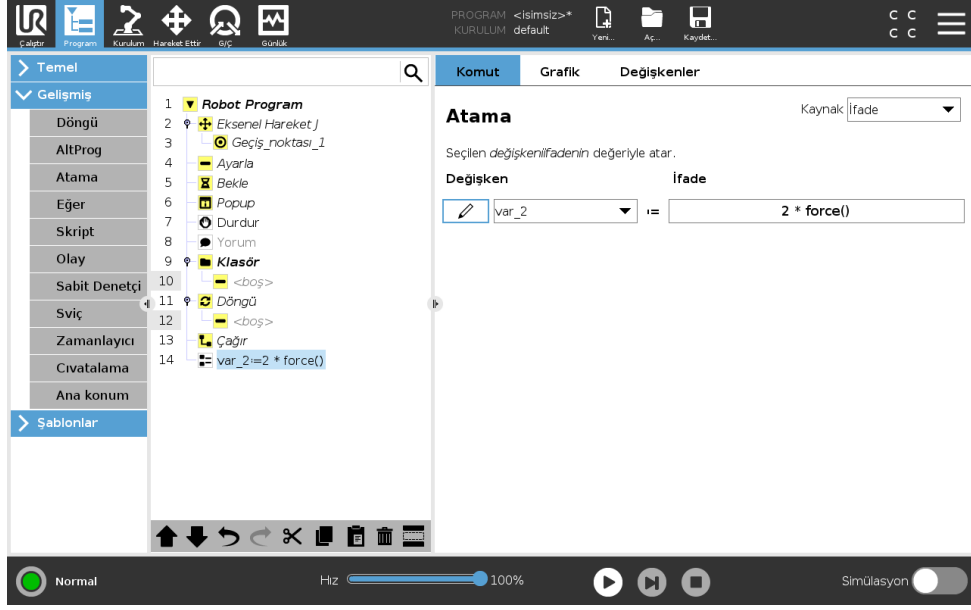 UR
PROGRAM <isimsiz>*
KURULUM default
C C
C C
Çalıştır Program Kurulum Hareket Ettir G/Ç Günlük Yeni... Aç... Kaydet...
Temel
Gelişmiş
Döngü
AltProg
Atama
Eğer
Skript
Olay
Sabit Denetçi
Sviç
Zamanlayıcı
Cıvatalama
Ana konum
Şablonlar
1 Robot Program
2 Eksenel Hareket J
3 Geçiş_noktası_1
4 Ayarla
5 Bekle
6 Popup
7 Durdur
8 Yorum
9 Klasör
10 <boş>
11 Döngü
12 <boş>
13 Çağır
14 var_2:=2 * force()
Komut Grafik Değişkenler
Atama
Kaynak İfade
Seçilen değişkeniifadenin değeriyle atar.
Değişken İfade
var_2 := 2 * force()
Normal Hız 100% Simülasyon